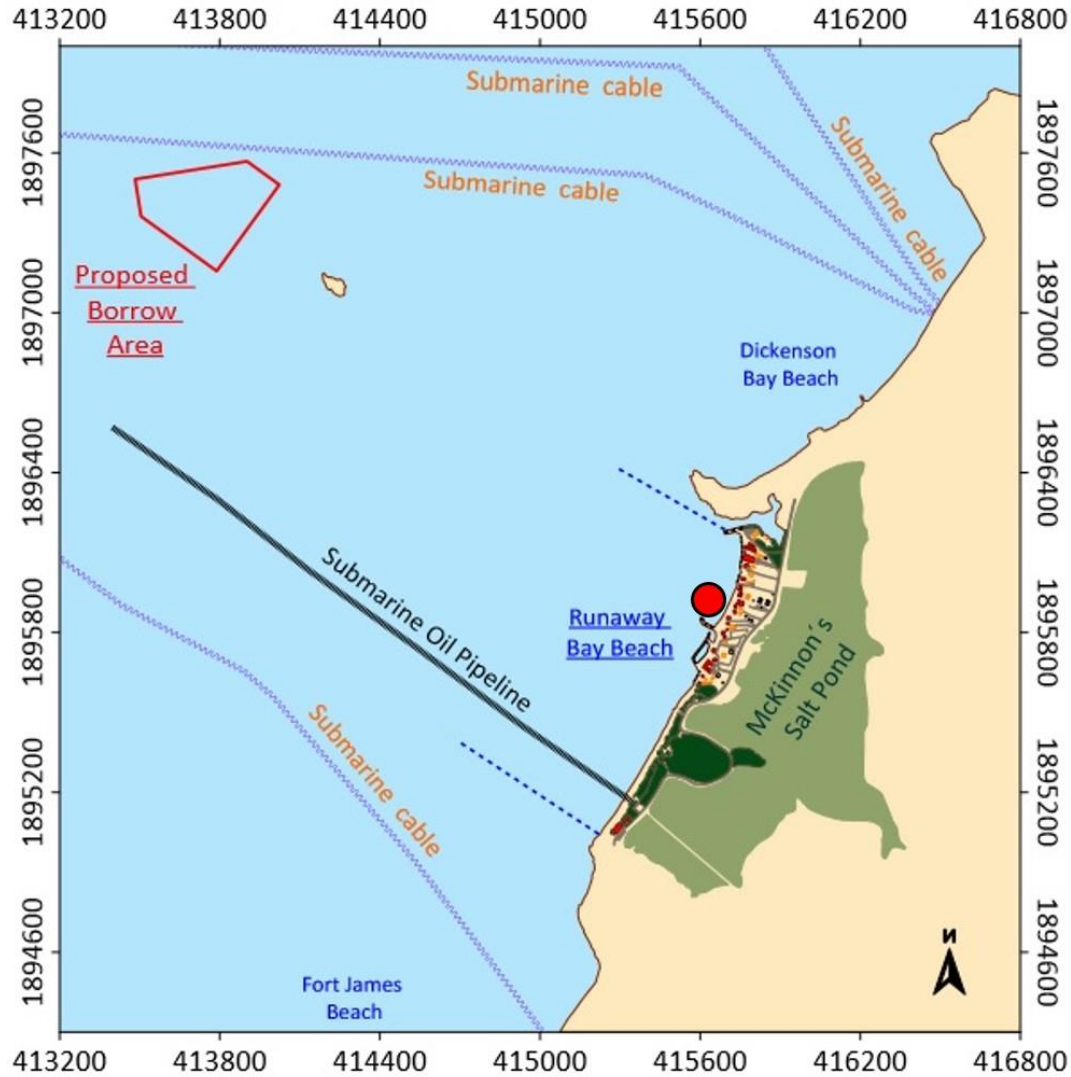 413200 413800 414400 415000 415600 416200 416800
Submarine cable
Submarine cable
Submarine cable
1897600
1897600
Proposed
Borrow
Area
1897000
1897000
Dickenson
Bay Beach
1896400
1896400
Submarine Oil Pipeline
Runaway
Bay Beach
1895800
1895800
McKinnon´s
Salt Pond
Submarine cable
1895200
1895200
1894600
1894600
Fort James
Beach
N
413200 413800 414400 415000 415600 416200 416800